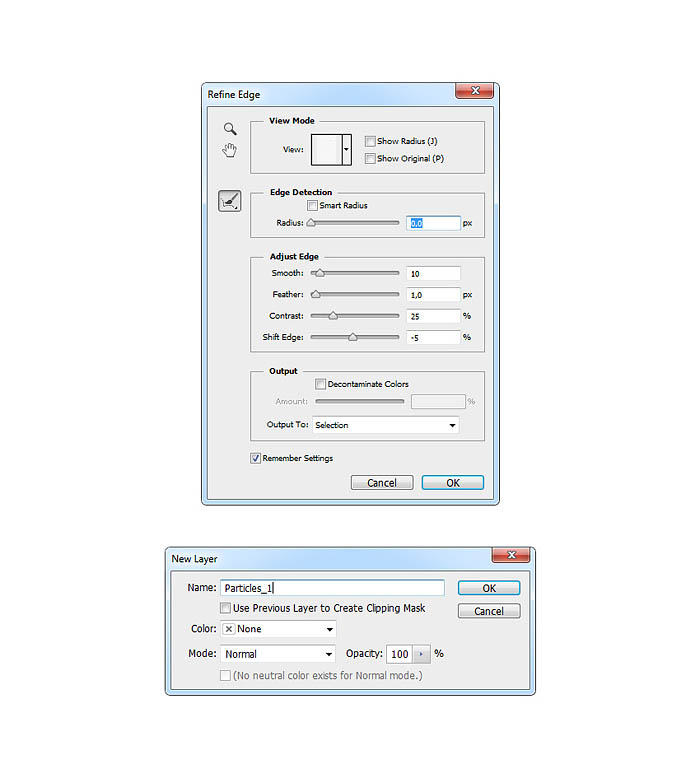 Refine Edge
View Mode
View:
Show Radius (J)
Show Original (P)
Edge Detection
Smart Radius
Radius: 0,0 px
Adjust Edge
Smooth: 10
Feather: 1,0 px
Contrast: 25 %
Shift Edge: -5 %
Output
Decontaminate Colors
Amount: %
Output To: Selection
Remember Settings
Cancel OK
New Layer
Name: Particles_1 OK
Use Previous Layer to Create Clipping Mask Cancel
Color: None
Mode: Normal Opacity: 100 %
(No neutral color exists for Normal mode.)